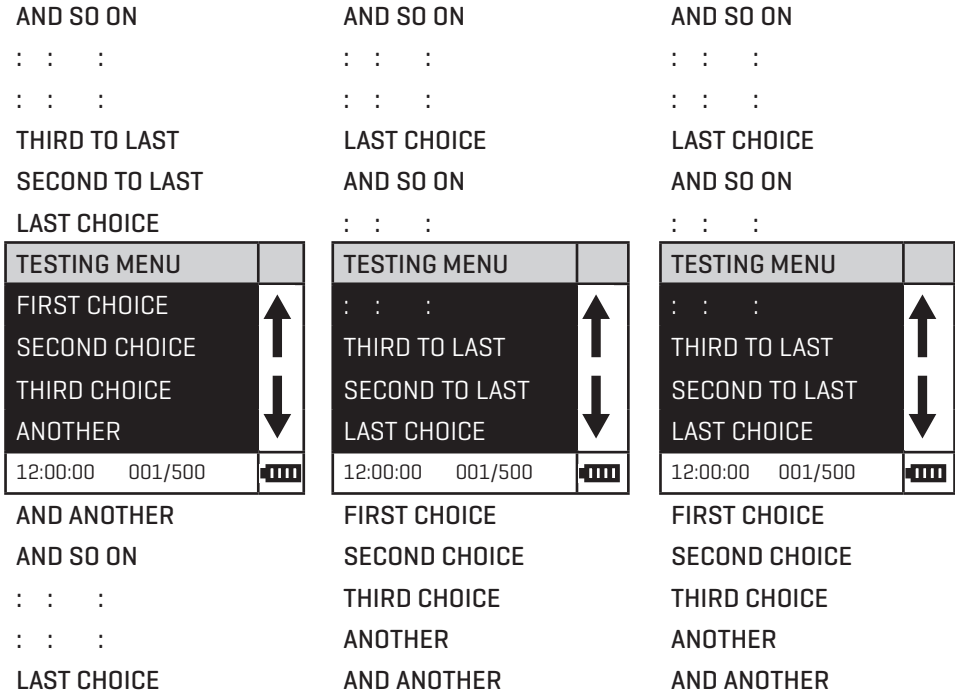 AND SO ON
: : :
: : :
THIRD TO LAST
SECOND TO LAST
LAST CHOICE
TESTING MENU
FIRST CHOICE
SECOND CHOICE
THIRD CHOICE
ANOTHER
12:00:00 001/500
AND ANOTHER
AND SO ON
: : :
: : :
LAST CHOICE
AND SO ON
: : :
: : :
LAST CHOICE
AND SO ON
: : :
TESTING MENU
: : :
THIRD TO LAST
SECOND TO LAST
LAST CHOICE
12:00:00 001/500
FIRST CHOICE
SECOND CHOICE
THIRD CHOICE
ANOTHER
AND ANOTHER
AND SO ON
: : :
: : :
LAST CHOICE
AND SO ON
: : :
TESTING MENU
: : :
THIRD TO LAST
SECOND TO LAST
LAST CHOICE
12:00:00 001/500
FIRST CHOICE
SECOND CHOICE
THIRD CHOICE
ANOTHER
AND ANOTHER